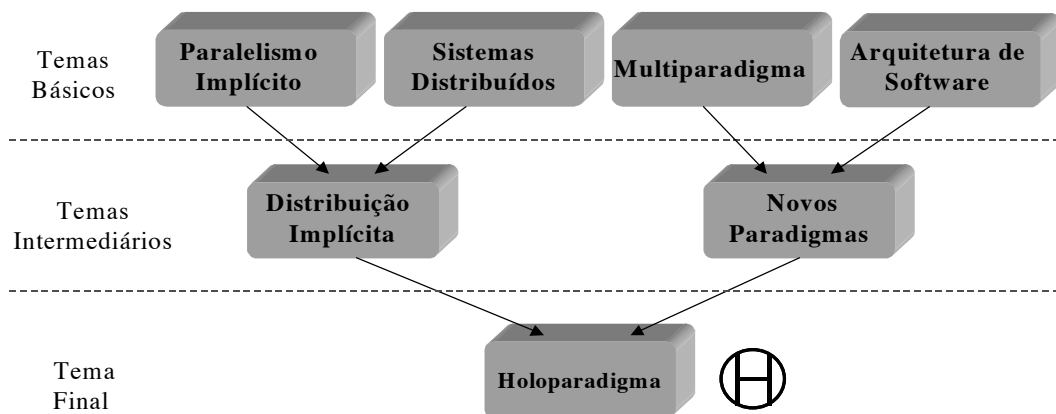 Temas
Básicos
Paralelismo
Implícito
Sistemas
Distribuídos
Multiparadigma
Arquitetura de
Software
Temas
Intermediários
Distribuição
Implícita
Novos
Paradigmas
Tema
Final
Holoparadigma
H